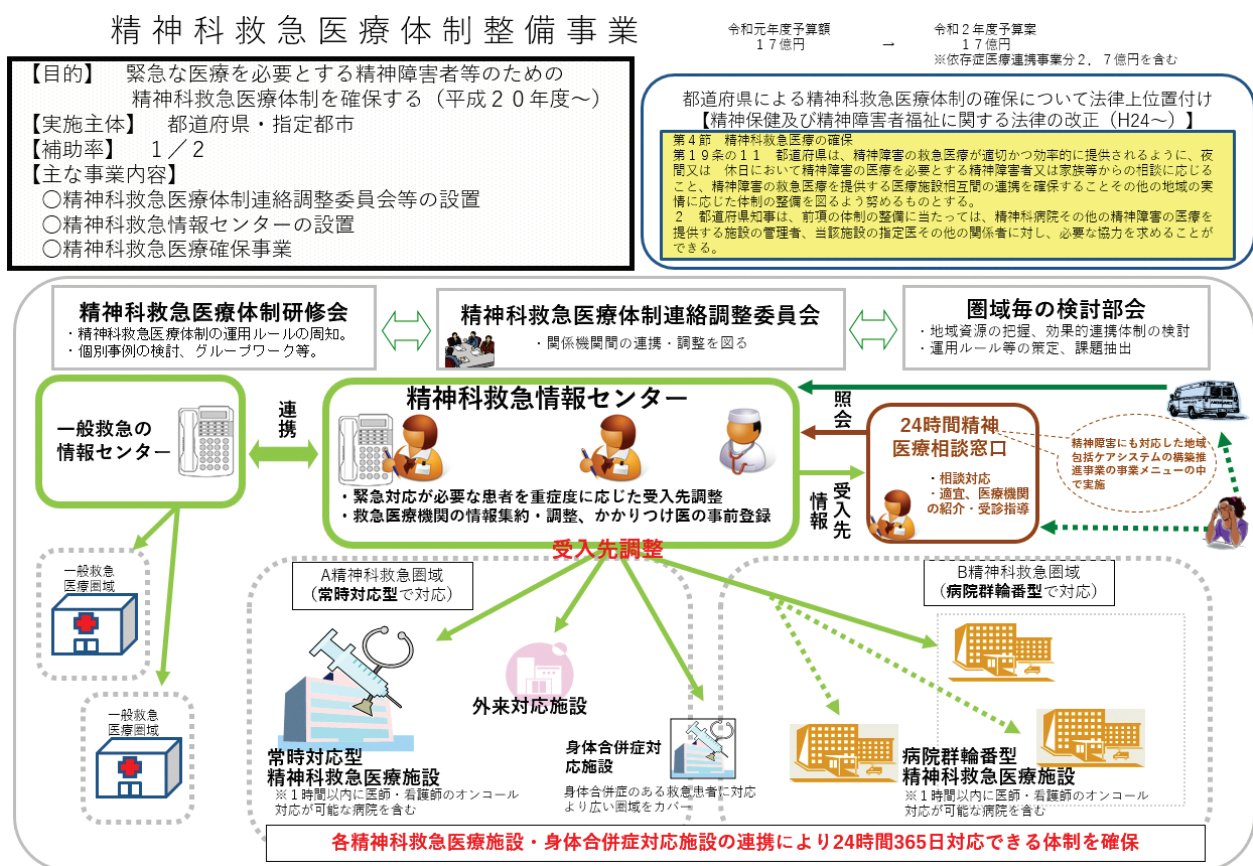 精神科救急医療体制整備事業
令和元年度予算額
１７億円
→
令和２年度予算案
１７億円
※依存症医療連携事業分２．７億円を含む
【目的】　緊急な医療を必要とする精神障害者等のための
精神科救急医療体制を確保する（平成２０年度～）
【実施主体】　都道府県・指定都市
【補助率】　１／２
【主な事業内容】
○精神科救急医療体制連絡調整委員会等の設置
○精神科救急情報センターの設置
○精神科救急医療確保事業
都道府県による精神科救急医療体制の確保について法律上位置付け
【精神保健及び精神障害者福祉に関する法律の改正（H24～）】
第４節　精神科救急医療の確保
第１９条の１１　都道府県は、精神障害の救急医療が適切かつ効率的に提供されるように、夜
間又は　休日において精神障害の医療を必要とする精神障害者又は家族等からの相談に応じる
こと、精神障害の救急医療を提供する医療施設相互間の連携を確保することその他の地域の実
情に応じた体制の整備を図るよう努めるものとする。
２　都道府県知事は、前項の体制の整備に当たっては、精神科病院その他の精神障害の医療を
提供する施設の管理者、当該施設の指定医その他の関係者に対し、必要な協力を求めることが
できる。
精神科救急医療体制研修会
・精神科救急医療体制の運用ルールの周知。
・個別事例の検討、グループワーク等。
精神科救急医療体制連絡調整委員会
・関係機関間の連携・調整を図る
圏域毎の検討部会
・地域資源の把握、効果的連携体制の検討
・運用ルール等の策定、課題抽出
一般救急の
情報センター
連携
精神科救急情報センター
・緊急対応が必要な患者を重症度に応じた受入先調整
・救急医療機関の情報集約・調整、かかりつけ医の事前登録
照会
受入先
情報
24時間精神
医療相談窓口
・相談対応
・適宜、医療機関
の紹介・受診指導
精神障害にも対応した地域
包括ケアシステムの構築推
進事業の事業メニューの中
で実施
受入先調整
一般救急
医療圏域
一般救急
医療圏域
A精神科救急圏域
（常時対応型で対応）
B精神科救急圏域
（病院群輪番型で対応）
常時対応型
精神科救急医療施設
※１時間以内に医師・看護師のオンコール
対応が可能な病院を含む
外来対応施設
身体合併症対
応施設
身体合併症のある救急患者に対応
より広い圏域をカバー
病院群輪番型
精神科救急医療施設
※１時間以内に医師・看護師のオンコール
対応が可能な病院を含む
各精神科救急医療施設・身体合併症対応施設の連携により24時間365日対応できる体制を確保